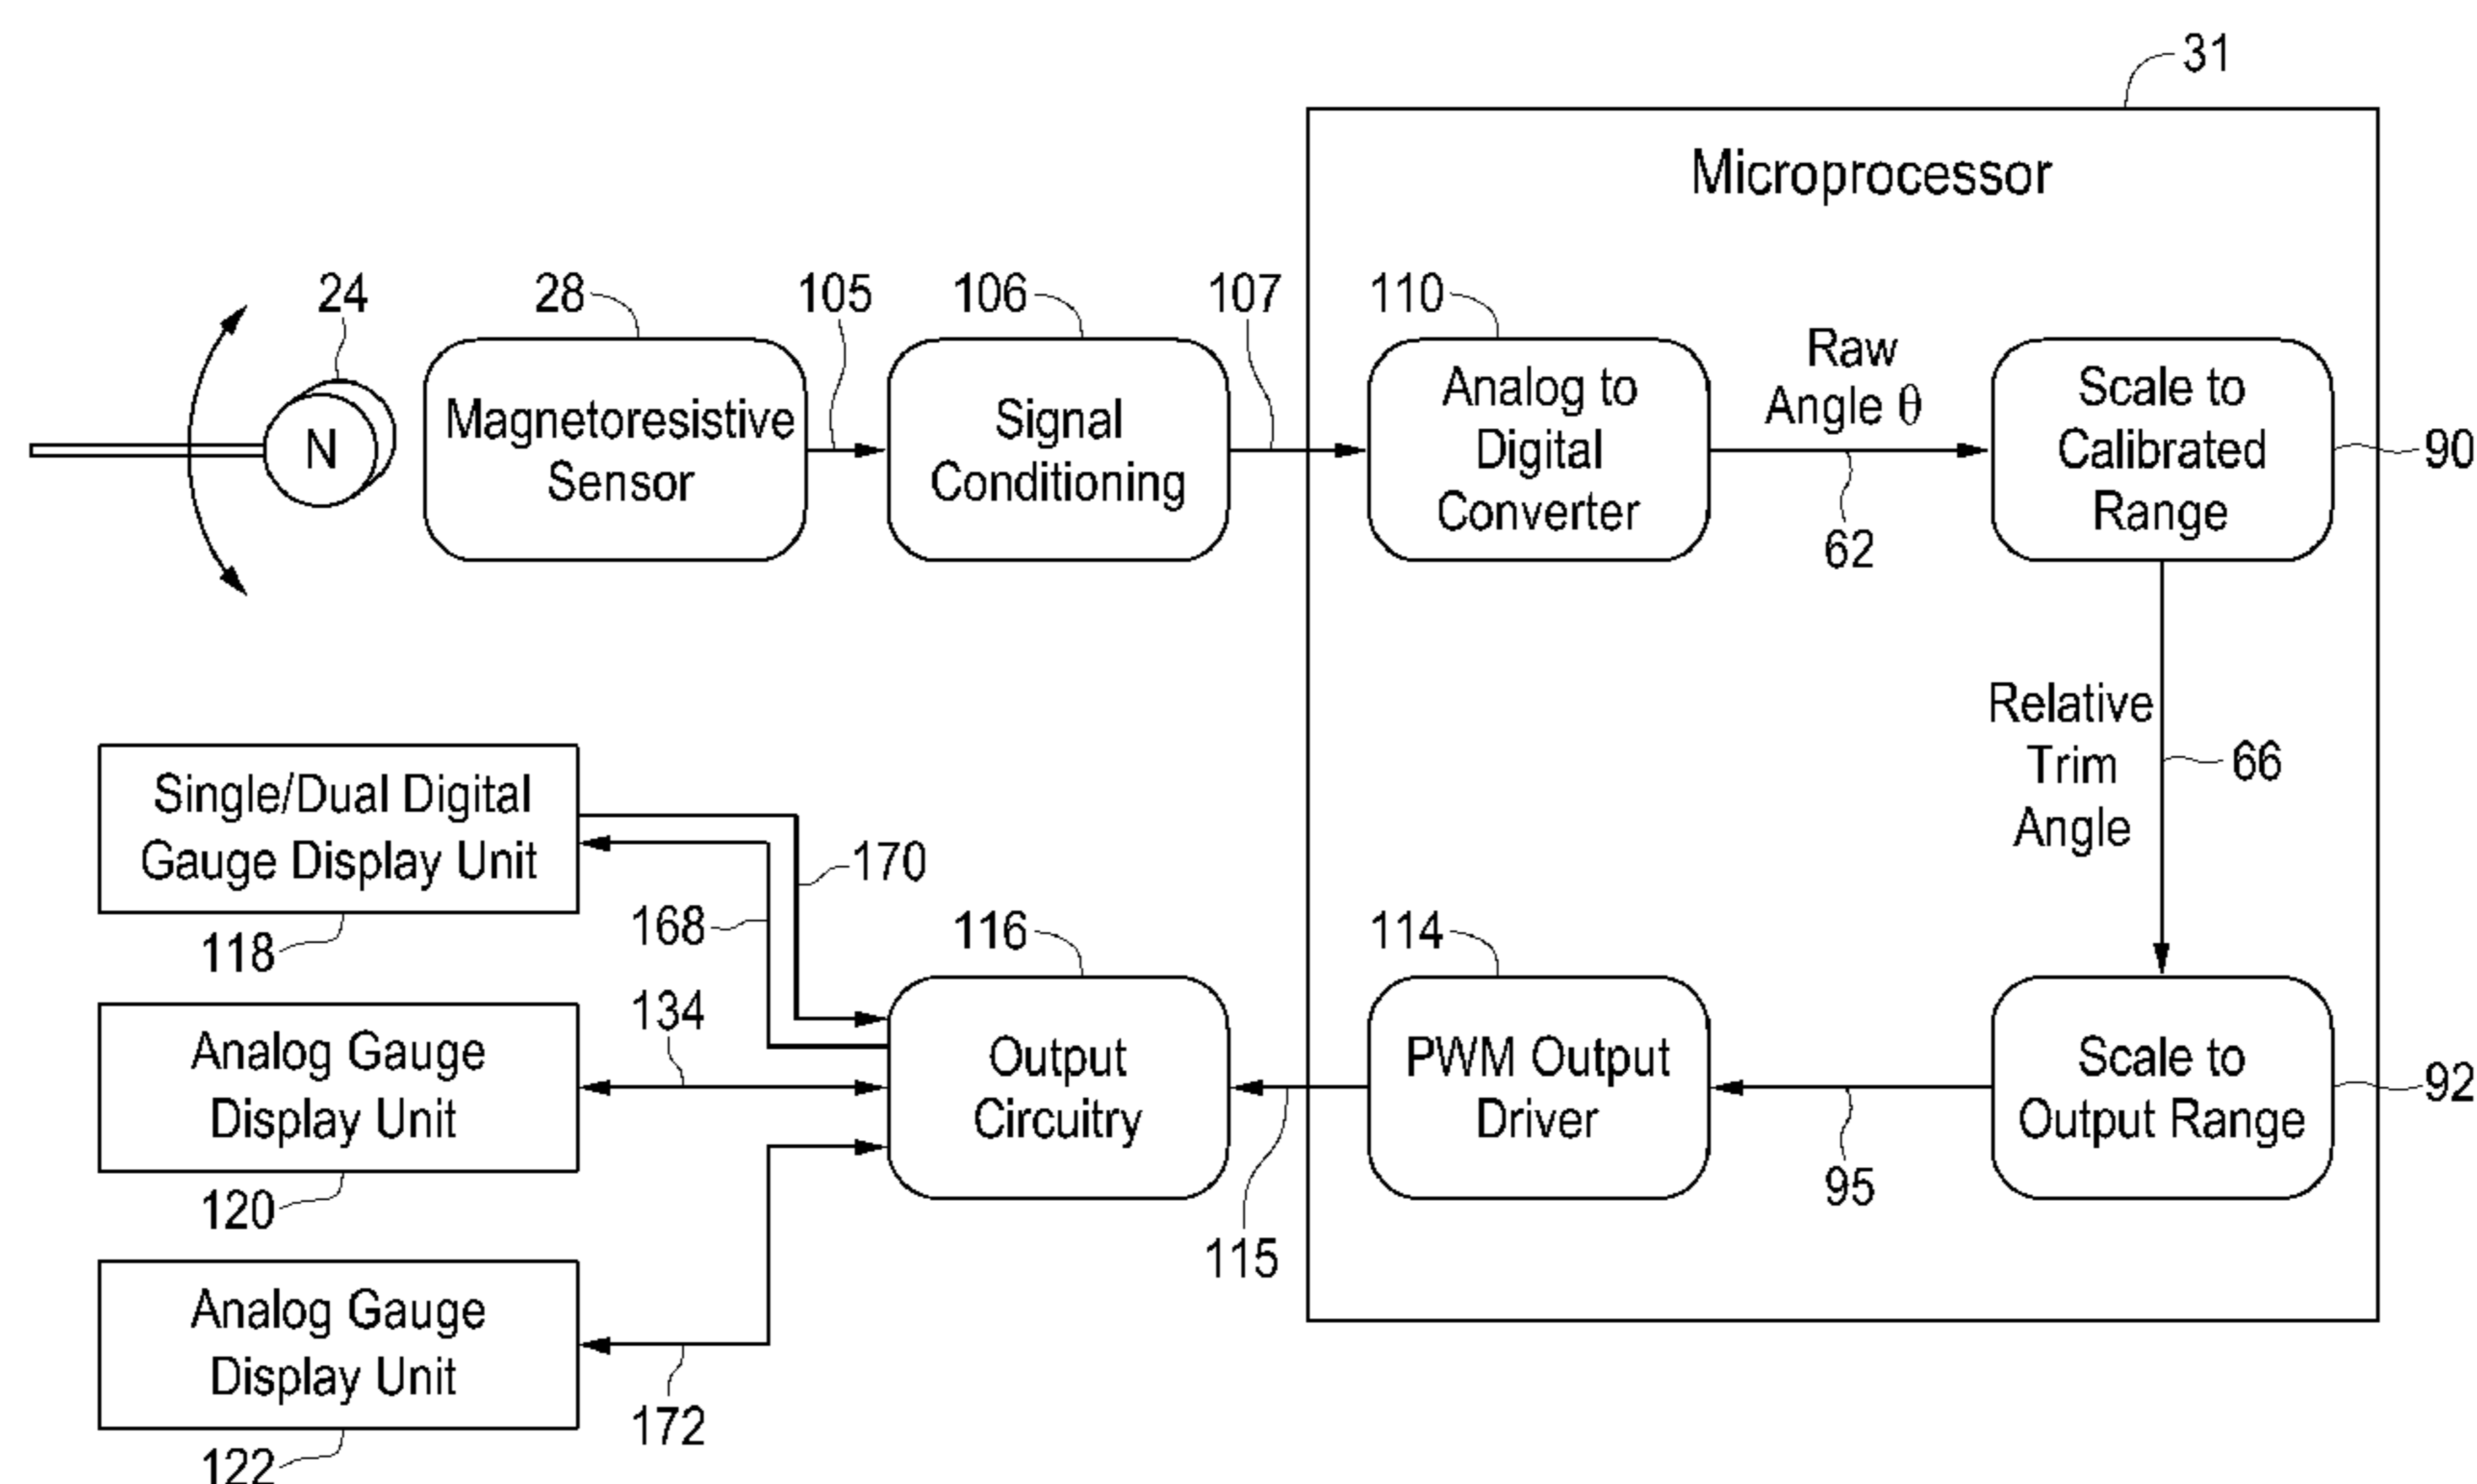 31
Microprocessor
24
28
105
106
107
110
N
Magnetoresistive
Sensor
Signal
Conditioning
Analog to
Digital
Converter
Raw
Angle θ
62
Scale to
Calibrated
Range
90
Relative
Trim
Angle
66
Single/Dual Digital
Gauge Display Unit
118
170
168
134
116
114
Analog Gauge
Display Unit
120
Output
Circuitry
115
PWM Output
Driver
95
Scale to
Output Range
92
Analog Gauge
Display Unit
122
172